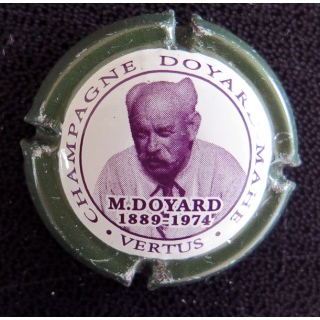 CHAMPAGNE DOYARD-MAHE
M.DOYARD
1889-1974
· VERTUS ·